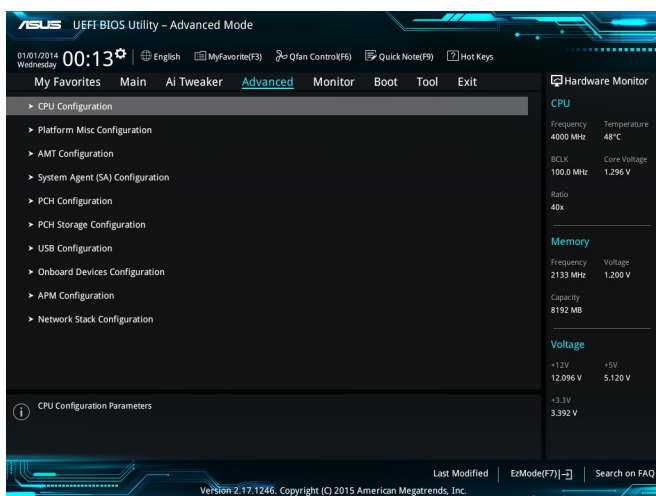 ASUS UEFI BIOS Utility – Advanced Mode
01/01/2014 Wednesday 00:13 English MyFavorite(F3) Qfan Control(F6) Quick Note(F9) ? Hot Keys
My Favorites Main Ai Tweaker Advanced Monitor Boot Tool Exit
Hardware Monitor
> CPU Configuration
> Platform Misc Configuration
> AMT Configuration
> System Agent (SA) Configuration
> PCH Configuration
> PCH Storage Configuration
> USB Configuration
> Onboard Devices Configuration
> APM Configuration
> Network Stack Configuration
CPU
Frequency Temperature
4000 MHz 48°C
BCLK Core Voltage
100.0 MHz 1.296 V
Ratio
40x
Memory
Frequency Voltage
2133 MHz 1.200 V
Capacity
8192 MB
Voltage
+12V +5V
12.096 V 5.120 V
+3.3V
3.392 V
i CPU Configuration Parameters
Last Modified EzMode(F7) Search on FAQ
Version 2.17.1246. Copyright (C) 2015 American Megatrends, Inc.